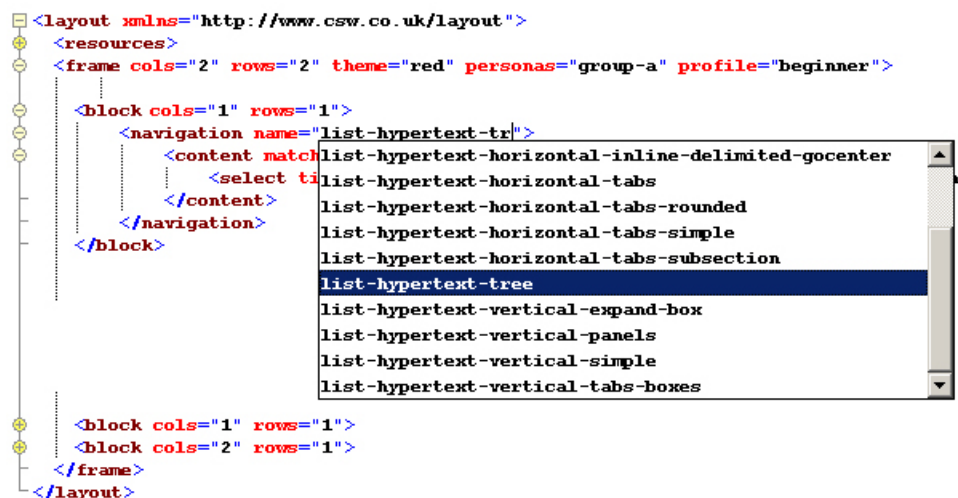 <layout xmlns="http://www.csw.co.uk/layout">
<resources>
<frame cols="2" rows="2" theme="red" personas="group-a" profile="beginner">
<block cols="1" rows="1">
<navigation name="list-hypertext-tr">
<content match
<select ti
</content>
</navigation>
</block>
list-hypertext-horizontal-inline-delimited-gocenter
list-hypertext-horizontal-tabs
list-hypertext-horizontal-tabs-rounded
list-hypertext-horizontal-tabs-simple
list-hypertext-horizontal-tabs-subsection
list-hypertext-tree
list-hypertext-vertical-expand-box
list-hypertext-vertical-panels
list-hypertext-vertical-simple
list-hypertext-vertical-tabs-boxes
<block cols="1" rows="1">
<block cols="2" rows="1">
</frame>
</layout>